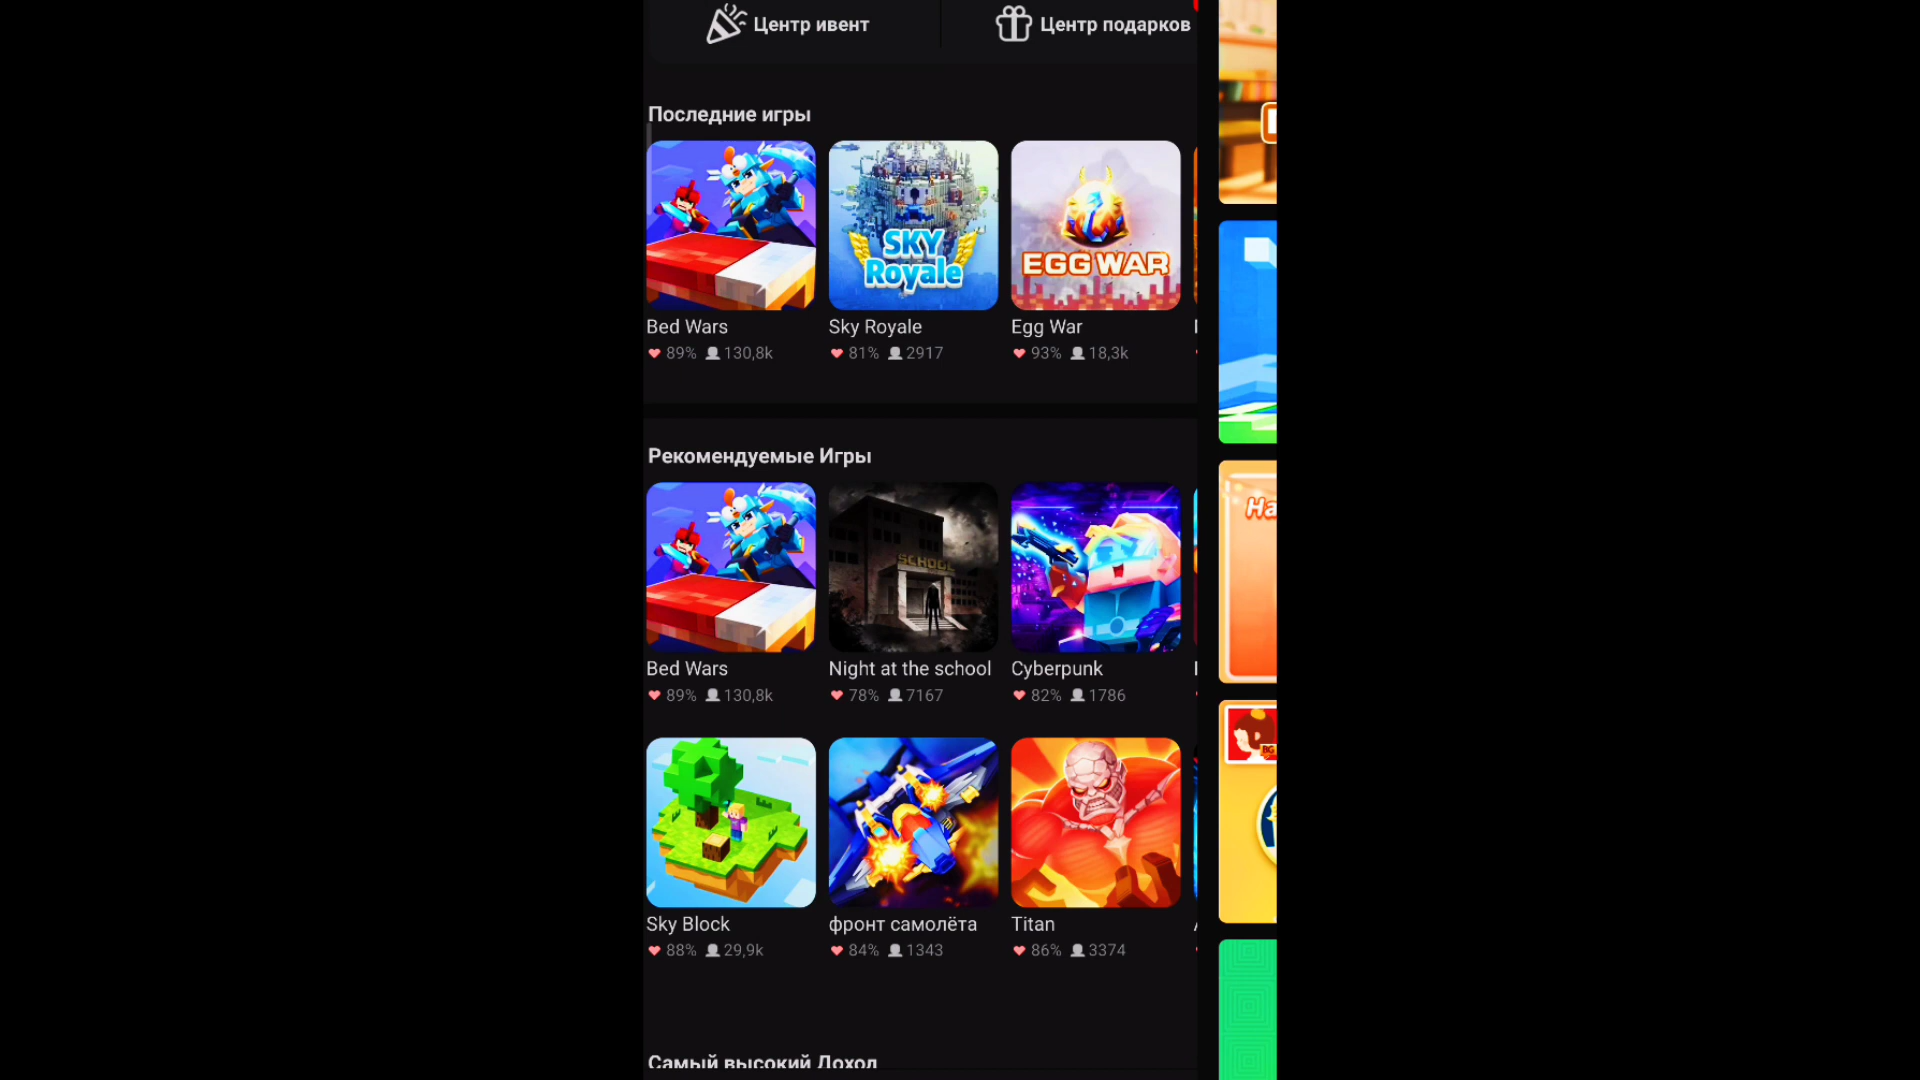 Центр ивент
Центр подарков
Последние игры
SKY
Royale
EGG WAR
Bed Wars
Sky Royale
Egg War
89% 130,8k
81% 2917
93% 18,3k
Рекомендуемые Игры
SCHOOL
На
Bed Wars
Night at the school
Cyberpunk
89% 130,8k
78% 7167
82% 1786
BG
Sky Block
фронт самолёта
Titan
88% 29,9k
84% 1343
86% 3374
Самый высокий Доход